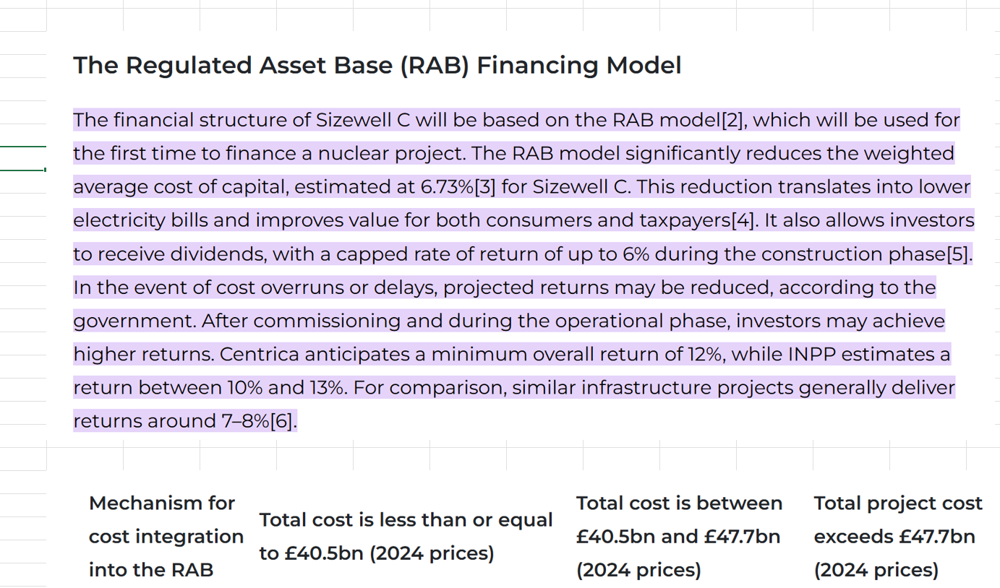 The Regulated Asset Base (RAB) Financing Model
The financial structure of Sizewell C will be based on the RAB model[2], which will be used for
the first time to finance a nuclear project. The RAB model significantly reduces the weighted
average cost of capital, estimated at 6.73%[3] for Sizewell C. This reduction translates into lower
electricity bills and improves value for both consumers and taxpayers[4]. It also allows investors
to receive dividends, with a capped rate of return of up to 6% during the construction phase[5].
In the event of cost overruns or delays, projected returns may be reduced, according to the
government. After commissioning and during the operational phase, investors may achieve
higher returns. Centrica anticipates a minimum overall return of 12%, while INPP estimates a
return between 10% and 13%. For comparison, similar infrastructure projects generally deliver
returns around 7–8%[6].
Mechanism for
cost integration
into the RAB
Total cost is less than or equal
to £40.5bn (2024 prices)
Total cost is between
£40.5bn and £47.7bn
(2024 prices)
Total project cost
exceeds £47.7bn
(2024 prices)